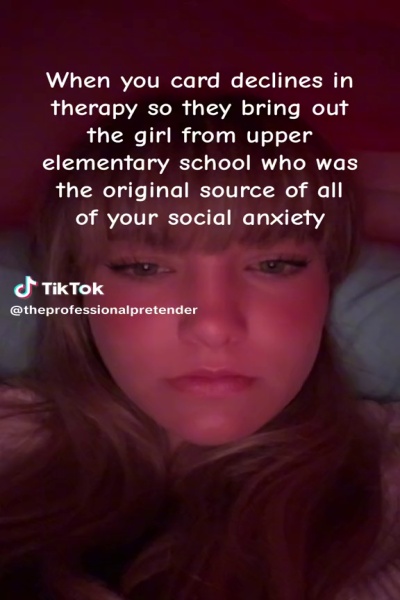 When you card declines in
therapy so they bring out
the girl from upper
elementary school who was
the original source of all
of your social anxiety
TikTok
@theprofessionalpretender